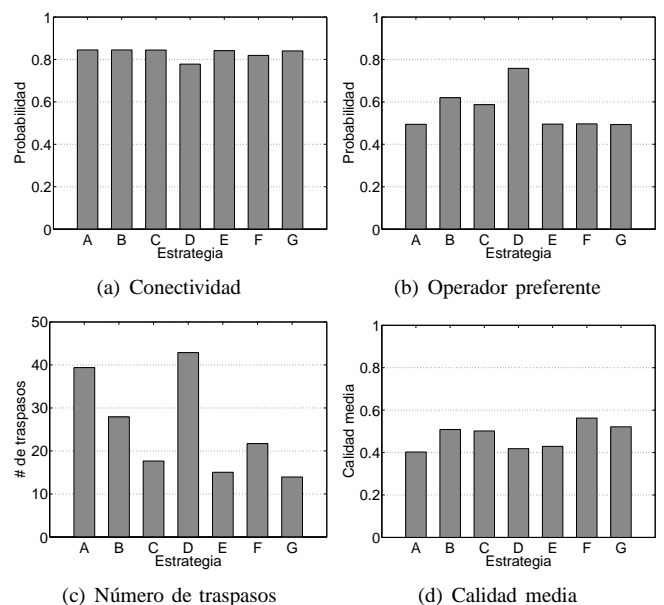 1
0.8
0.6
0.4
0.2
0
Probabilidad
A B C D E F G
Estrategia
(a) Conectividad
1
0.8
0.6
0.4
0.2
0
Probabilidad
A B C D E F G
Estrategia
(b) Operador preferente
50
40
30
20
10
0
# de traspasos
A B C D E F G
Estrategia
(c) Número de traspasos
1
0.8
0.6
0.4
0.2
0
Calidad media
A B C D E F G
Estrategia
(d) Calidad media